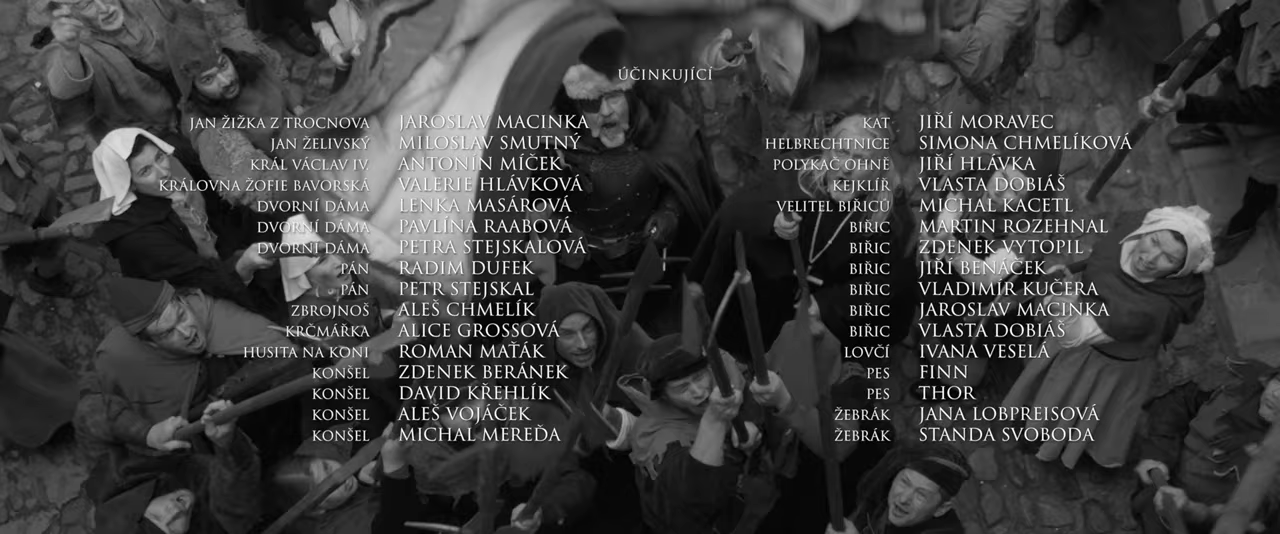 ÚČINKUJÍCÍ
JAN ŽIŽKA Z TROCNOVA JAROSLAV MACINKA
JAN ŽELIVSKÝ MILOSLAV SMUTNÝ
KRÁL VÁCLAV IV. ANTONÍN MÍČEK
KRÁLOVNA ŽOFIE BAVORSKÁ VALERIE HLÁVKOVÁ
DVORNÍ DÁMA LENKA MASÁROVÁ
DVORNÍ DÁMA PAVLÍNA RAABOVÁ
DVORNÍ DÁMA PETRA STEJSKALOVÁ
PÁN RADIM DUFEK
PÁN PETR STEJSKAL
ZBROJNOŠ ALEŠ CHMELÍK
KRČMÁŘKA ALICE GROSSOVÁ
HUSITA NA KONI ROMAN MAŤÁK
KONŠEL ZDENEK BERÁNEK
KONŠEL DAVID KŘEHLÍK
KONŠEL ALEŠ VOJÁČEK
KONŠEL MICHAL MEREĎA
KAT JIŘÍ MORAVEC
HELBRECHTNICE SIMONA CHMELÍKOVÁ
POLYKAČ OHNĚ JIŘÍ HLÁVKA
KEJKLÍŘ VLASTA DOBIÁŠ
VELITEL BIŘICŮ MICHAL KACETL
BIŘIC MARTIN ROZEHNAL
BIŘIC ZDENĚK VYTOPIL
BIŘIC JIŘÍ BENÁČEK
BIŘIC VLADIMÍR KUČERA
BIŘIC JAROSLAV MACINKA
BIŘIC VLASTA DOBIÁŠ
LOVČÍ IVANA VESELÁ
PES FINN
PES THOR
ŽEBRÁK JANA LOBPREISOVÁ
ŽEBRÁK STANDA SVOBODA